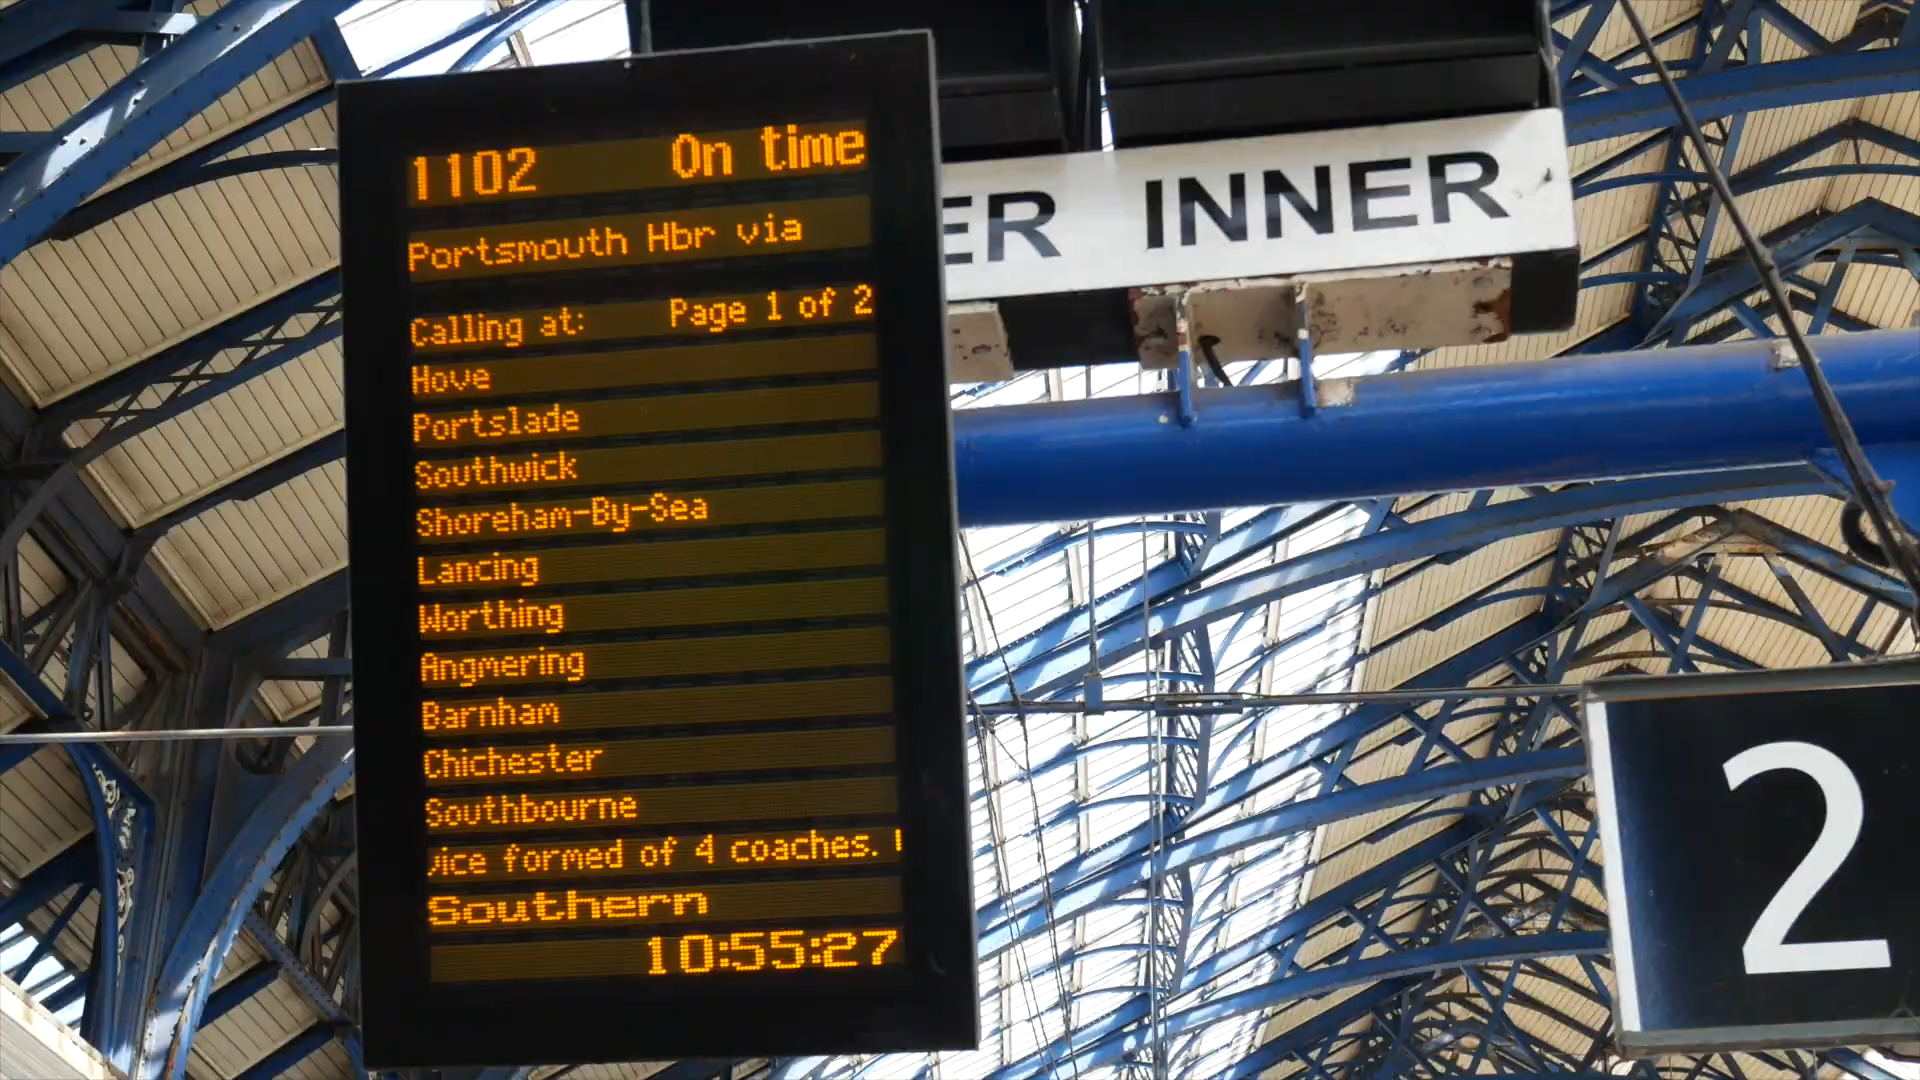 1102 On time
Portsmouth Hbr via
Calling at: Page 1 of 2
Hove
Portslade
Southwick
Shoreham-By-Sea
Lancing
Worthing
Angmering
Barnham
Chichester
Southbourne
vice formed of 4 coaches.
Southern
10:55:27
ER INNER
2